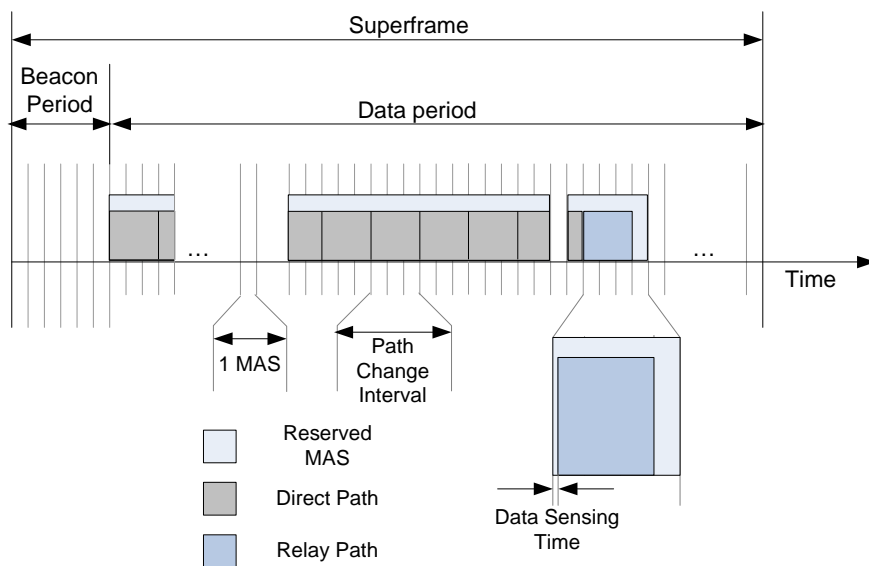 Superframe
Beacon
Period
Data period
...
...
Time
1 MAS
Path
Change
Interval
Reserved
MAS
Direct Path
Relay Path
Data Sensing
Time